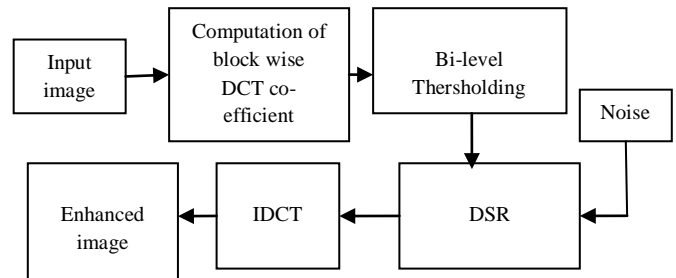 Input
image
Computation of
block wise
DCT co-
efficient
Bi-level
Thersholding
Noise
Enhanced
image
IDCT
DSR